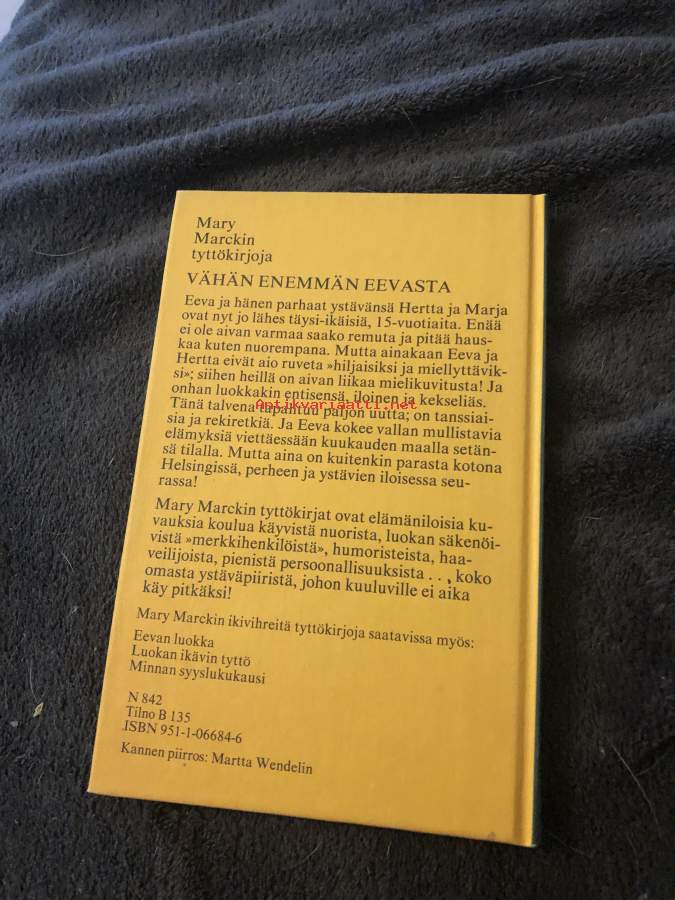 Mary
Marckin
tyttökirjoja
VÄHÄN ENEMMÄN EEVASTA
Eeva ja hänen parhaat ystävänsä Hertta ja Marja
ovat nyt jo lähes täysi-ikäisiä, 15-vuotiaita. Enää
ei ole aivan varmaa saako remuta ja pitää haus-
kaa kuten nuorempana. Mutta ainakaan Eeva ja
Hertta eivät aio ruveta »hiljaisiksi ja miellyttävik-
si»; siihen heillä on aivan liikaa mielikuvitusta! Ja
onhan luokkakin entisensä, iloinen ja kekseliäs.
Antikvariaatti.net
Tänä talvena tapahtuu paljon uutta; on tanssiai-
sia ja rekiretkiä. Ja Eeva kokee vallan mullistavia
elämyksiä viettäessään kuukauden maalla setän-
sä tilalla. Mutta aina on kuitenkin parasta kotona
Helsingissä, perheen ja ystävien iloisessa seu-
rassa!
Mary Marckin tyttökirjat ovat elämäniloisia ku-
vauksia koulua käyvistä nuorista, luokan säkenöi-
vistä »merkkihenkilöistä», humoristeista, haa-
veilijoista, pienistä persoonallisuuksista . . , koko
omasta ystäväpiiristä, johon kuuluville ei aika
käy pitkäksi!
Mary Marckin ikivihreitä tyttökirjoja saatavissa myös:
Eevan luokka
Luokan ikävin tyttö
Minnan syyslukukausi
N 842
Tilno B 135
ISBN 951-1-06684-6
Kannen piirros: Martta Wendelin